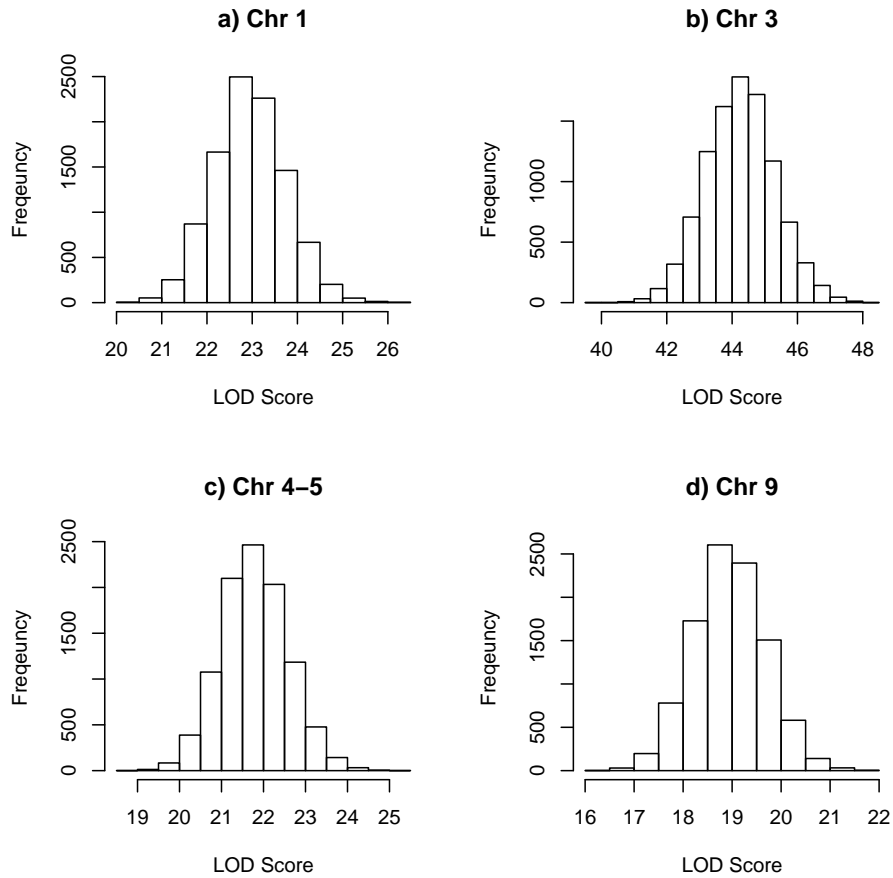 a) Chr 1
Freqeuncy
0
500
1500
2500
20 21 22 23 24 25 26
LOD Score
b) Chr 3
Freqeuncy
0
500
1000
40 42 44 46 48
LOD Score
c) Chr 4−5
Freqeuncy
0
500
1500
2500
19 20 21 22 23 24 25
LOD Score
d) Chr 9
Freqeuncy
0
500
1500
2500
16 17 18 19 20 21 22
LOD Score